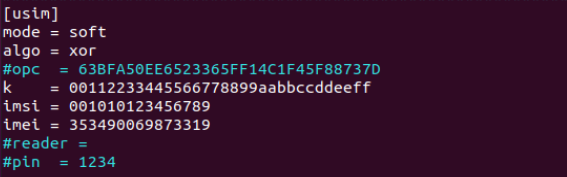 [usim]
mode = soft
algo = xor
#opc  = 63BFA50EE6523365FF14C1F45F88737D
k    = 00112233445566778899aabbccddeeff
imsi = 001010123456789
imei = 353490069873319
#reader =
#pin  = 1234